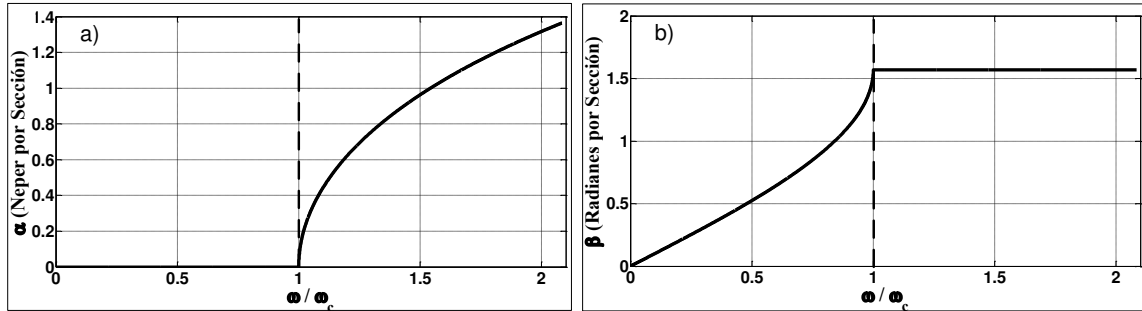 a)
α (Neper por Sección)
1.4
1.2
1
0.8
0.6
0.4
0.2
0
0 0.5 1 1.5 2
ω / ωc
b)
β (Radianes por Sección)
2
1.5
1
0.5
0
0 0.5 1 1.5 2
ω / ωc